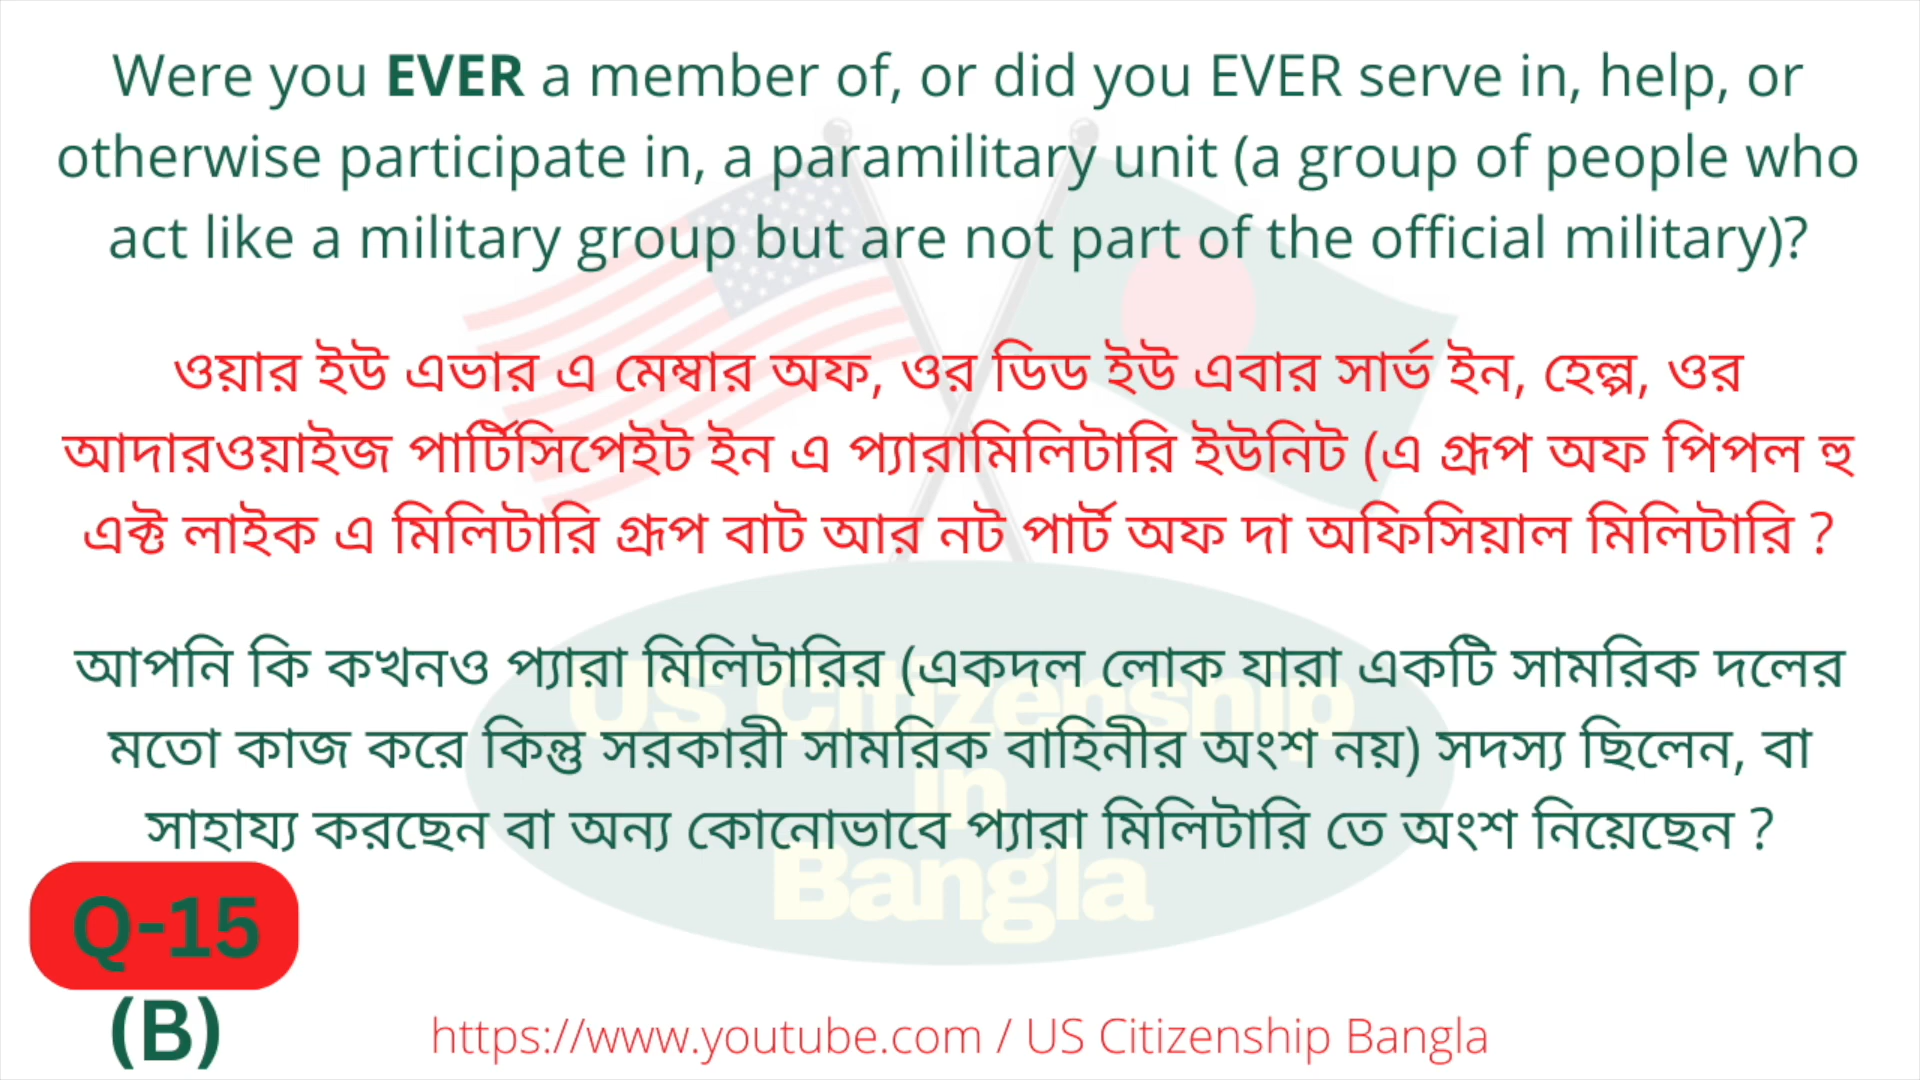 Were you EVER a member of, or did you EVER serve in, help, or
otherwise participate in, a paramilitary unit (a group of people who
act like a military group but are not part of the official military)?
ওয়ার ইউ এভার এ মেম্বার অফ, ওর ডিড ইউ এবার সার্ভ ইন, হেল্প, ওর
আদারওয়াইজ পার্টিসিপেইট ইন এ প্যারামিলিটারি ইউনিট (এ গ্রূপ অফ পিপল হু
এক্ট লাইক এ মিলিটারি গ্রূপ বাট আর নট পার্ট অফ দা অফিসিয়াল মিলিটারি ?
আপনি কি কখনও প্যারা মিলিটারির (একদল লোক যারা একটি সামরিক দলের
মতো কাজ করে কিন্তু সরকারী সামরিক বাহিনীর অংশ নয়) সদস্য ছিলেন, বা
সাহায্য করছেন বা অন্য কোনোভাবে প্যারা মিলিটারি তে অংশ নিয়েছেন ?
US Citizenship
in
Bangla
Q-15
(B)
https://www.youtube.com / US Citizenship Bangla